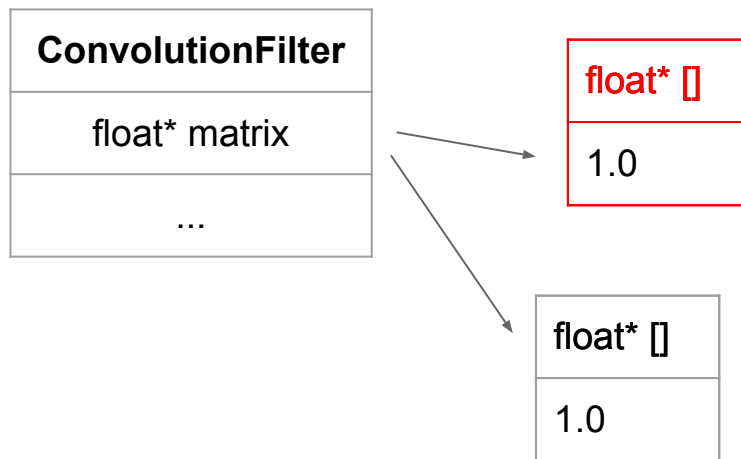 ConvolutionFilter
float* matrix
...
float* []
1.0
float* []
1.0